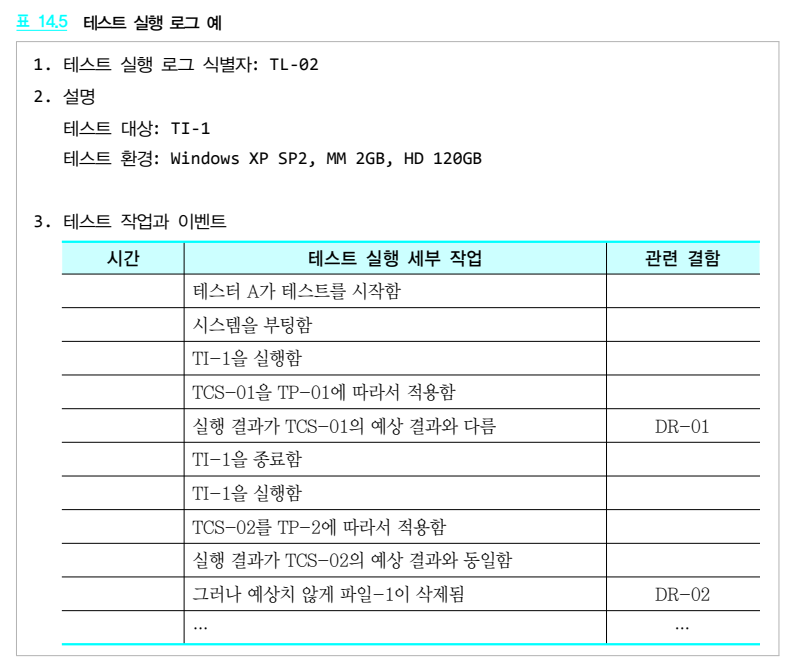 표 14.5 테스트 실행 로그 예
1. 테스트 실행 로그 식별자: TL-02
2. 설명
테스트 대상: TI-1
테스트 환경: Windows XP SP2, MM 2GB, HD 120GB
3. 테스트 작업과 이벤트
시간 테스트 실행 세부 작업 관련 결함
테스터 A가 테스트를 시작함
시스템을 부팅함
TI-1을 실행함
TCS-01을 TP-01에 따라서 적용함
실행 결과가 TCS-01의 예상 결과와 다름 DR-01
TI-1을 종료함
TI-1을 실행함
TCS-02를 TP-2에 따라서 적용함
실행 결과가 TCS-02의 예상 결과와 동일함
그러나 예상치 않게 파일-1이 삭제됨 DR-02
… …